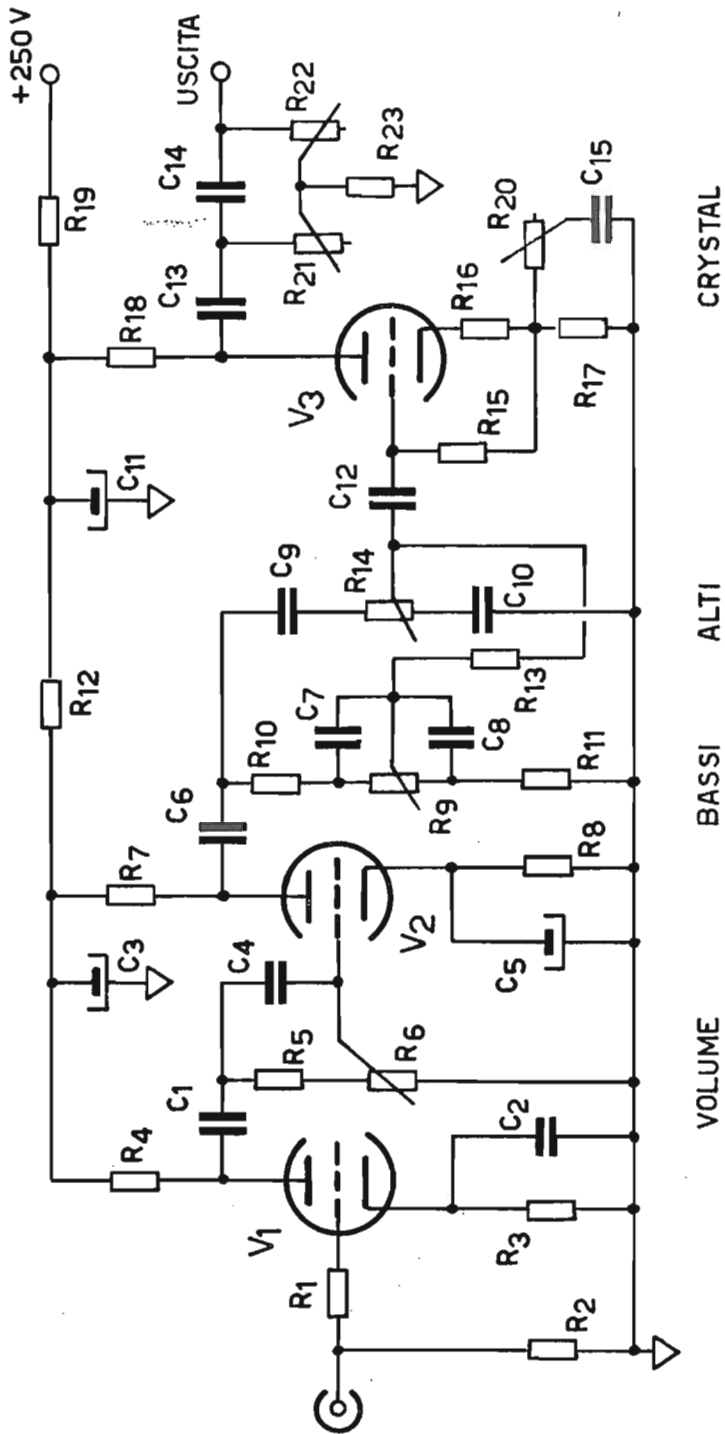 +250 V
R19
R12
C11
C3
R18
R7
R4
USCITA
C14
C13
R22
R21
R23
C9
C6
C1
R10
C7
R14
C12
V3
R16
R20
C15
R15
R17
C10
R13
C8
R9
R11
V2
C4
R5
R6
C5
R8
V1
R1
C2
R3
R2
VOLUME
BASSI
ALTI
CRYSTAL